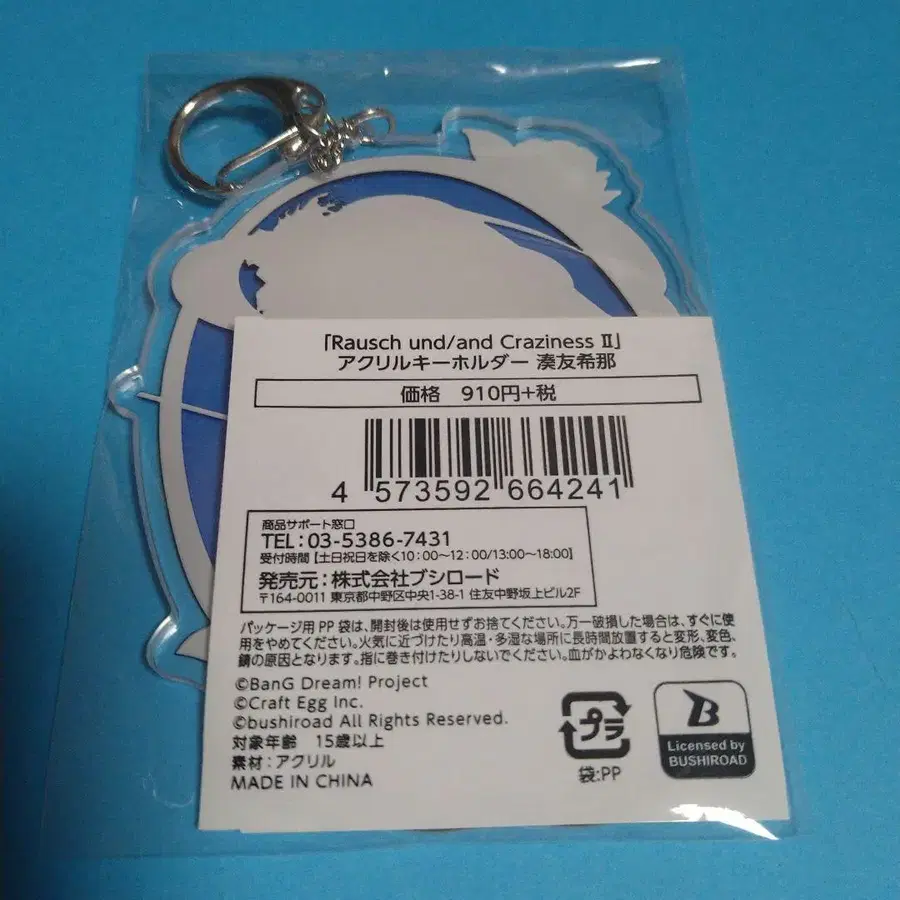 「Rausch und/and Craziness Ⅱ」
アクリルキーホルダー 湊友希那
価格 910円+税
4 573592 664241
商品サポート窓口
TEL:03-5386-7431
受付時間【土日祝日を除く10:00～12:00/13:00～18:00】
発売元:株式会社ブシロード
〒164-0011 東京都中野区中央1-38-1 住友中野坂上ビル2F
パッケージ用PP袋は、開封後は使用せずお捨てください。万一破損した場合は、すぐに使
用をやめてください。火気に近づけたり高温・多湿な場所に長時間放置すると変形、変色、
錆の原因となります。指に巻き付けたりしないでください。血がかよわなくなり危険です。
©BanG Dream! Project
©Craft Egg Inc.
©bushiroad All Rights Reserved.
対象年齢 15歳以上
素材:アクリル
MADE IN CHINA
プラ
袋:PP
B
Licensed by
BUSHIROAD